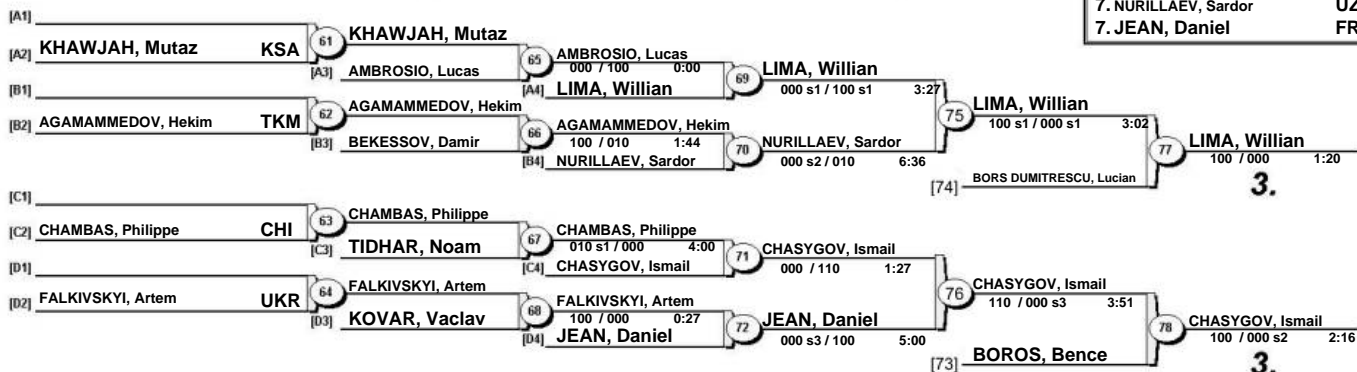 7. NURILLAEV, Sardor UZ
7. JEAN, Daniel FR
[A1]
[A2] KHAWJAH, Mutaz KSA
61
KHAWJAH, Mutaz
[A3] AMBROSIO, Lucas
65
AMBROSIO, Lucas
000 / 100 0:00
[A4] LIMA, Willian
69
LIMA, Willian
000 s1 / 100 s1 3:27
[B1]
[B2] AGAMAMMEDOV, Hekim TKM
62
AGAMAMMEDOV, Hekim
[B3] BEKESSOV, Damir
66
AGAMAMMEDOV, Hekim
100 / 010 1:44
[B4] NURILLAEV, Sardor
70
NURILLAEV, Sardor
000 s2 / 010 6:36
75
LIMA, Willian
100 s1 / 000 s1 3:02
[74] BORS DUMITRESCU, Lucian
77
LIMA, Willian
100 / 000 1:20
3.
[C1]
[C2] CHAMBAS, Philippe CHI
63
CHAMBAS, Philippe
[C3] TIDHAR, Noam
67
CHAMBAS, Philippe
010 s1 / 000 4:00
[C4] CHASYGOV, Ismail
71
CHASYGOV, Ismail
000 / 110 1:27
[D1]
[D2] FALKIVSKYI, Artem UKR
64
FALKIVSKYI, Artem
[D3] KOVAR, Vaclav
68
FALKIVSKYI, Artem
100 / 000 0:27
[D4] JEAN, Daniel
72
JEAN, Daniel
000 s3 / 100 5:00
76
CHASYGOV, Ismail
110 / 000 s3 3:51
[73] BOROS, Bence
78
CHASYGOV, Ismail
100 / 000 s2 2:16
3.